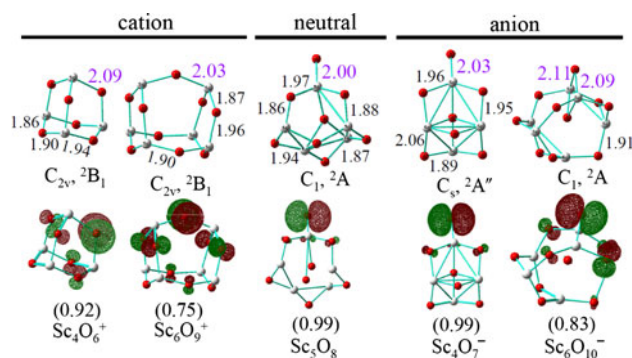 cation neutral anion
2.09 2.03 2.00 2.03 2.11 2.09
1.97 1.96
1.87 1.86 1.88 1.95
1.86 1.96
1.90 1.94 1.90 1.94 1.87 2.06 1.89 1.91
C₂ᵥ, ²B₁ C₂ᵥ, ²B₁ C₁, ²A Cₛ, ²A″ C₁, ²A
(0.92) (0.75) (0.99) (0.99) (0.83)
Sc₄O₆⁺ Sc₆O₉⁺ Sc₅O₈ Sc₄O₇⁻ Sc₆O₁₀⁻